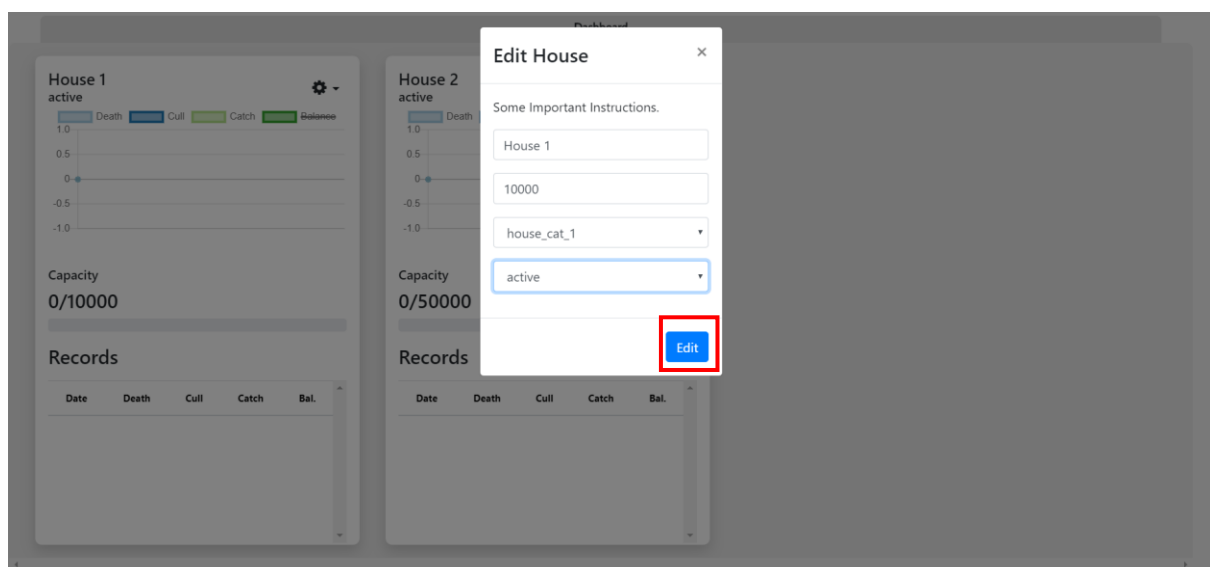 Dashboard
House 1
active
Death Cull Catch Balance
1.0
0.5
0
-0.5
-1.0
Capacity
0/10000
Records
Date Death Cull Catch Bal.
House 2
active
Death
1.0
0.5
0
-0.5
-1.0
Capacity
0/50000
Records
Date Death Cull Catch Bal.
Edit House ×
Some Important Instructions.
House 1
10000
house_cat_1
active
Edit